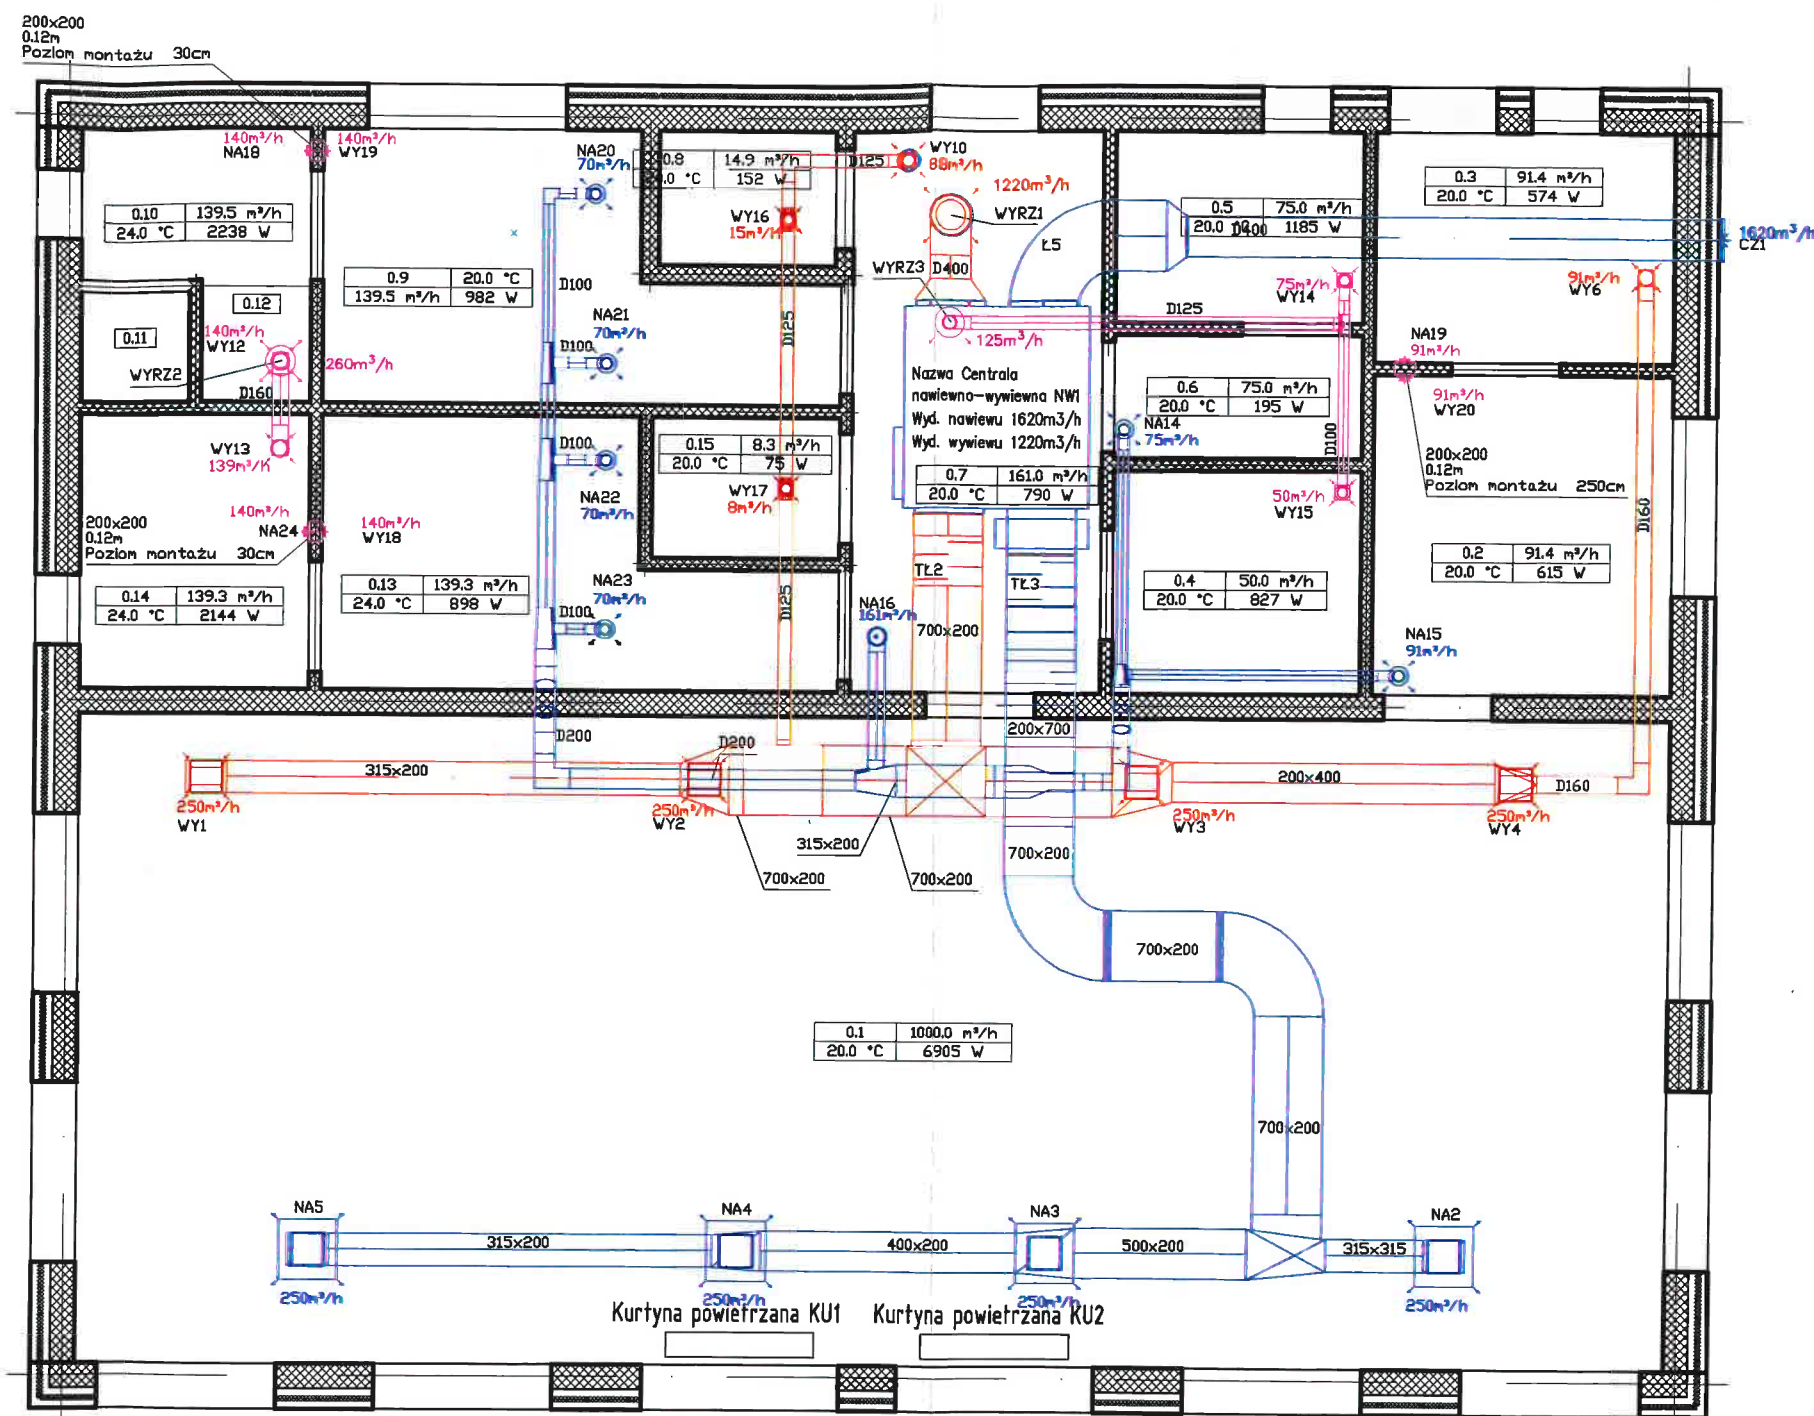 200x200
0.12m
Poziom montażu 30cm
140m³/h
NA18
140m³/h
WY19
NA20
70m³/h
0.8 14.9 m³/h
152 W
D125
WY10
88m³/h
1220m³/h
WYRZ1
WY16
15m³/h
0.10 139.5 m³/h
24.0 °C 2238 W
0.3 91.4 m³/h
20.0 °C 574 W
0.5 75.0 m³/h
20.0 °C 1185 W
D400
1620m³/h
CZ1
Ł5
WYRZ3
D400
0.9 20.0 °C
139.5 m³/h 982 W
D100
75m³/h
WY14
91m³/h
WY6
0.12
0.11
140m³/h
WY12
260m³/h
WYRZ2
D160
NA21
70m³/h
D100
D125
125m³/h
D125
NA19
91m³/h
Nazwa Centrala
nawiewno-wywiewna NW1
Wyd. nawiewu 1620m3/h
Wyd. wywiewu 1220m3/h
0.6 75.0 m³/h
20.0 °C 195 W
91m³/h
WY20
NA14
75m³/h
D100
200x200
0.12m
Poziom montażu 250cm
WY13
139m³/h
D100
0.15 8.3 m³/h
20.0 °C 75 W
0.7 161.0 m³/h
20.0 °C 790 W
WY17
8m³/h
NA22
70m³/h
50m³/h
WY15
D160
140m³/h
NA24
140m³/h
WY18
200x200
0.12m
Poziom montażu 30cm
0.2 91.4 m³/h
20.0 °C 615 W
TŁ2
TŁ3
0.14 139.3 m³/h
24.0 °C 2144 W
0.13 139.3 m³/h
24.0 °C 898 W
NA23
70m³/h
D100
D125
NA16
161m³/h
700x200
0.4 50.0 m³/h
20.0 °C 827 W
NA15
91m³/h
D200
D200
200x700
315x200
200x400
D160
250m³/h
WY1
250m³/h
WY2
250m³/h
WY3
250m³/h
WY4
315x200
700x200
700x200
700x200
700x200
0.1 1000.0 m³/h
20.0 °C 6905 W
700x200
NA5
NA4
NA3
NA2
315x200
400x200
500x200
315x315
250m³/h
250m³/h
250m³/h
250m³/h
Kurtyna powietrzana KU1
Kurtyna powietrzana KU2